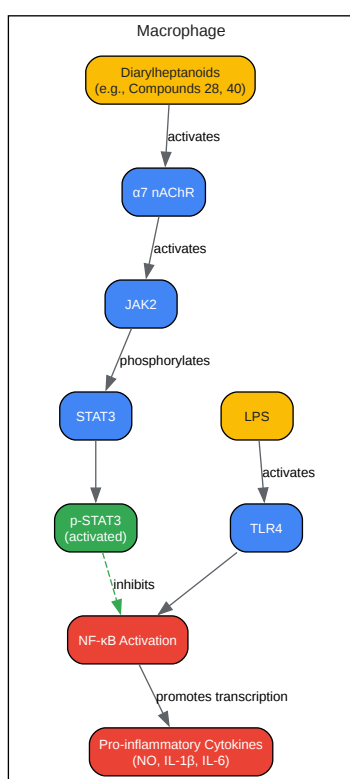 Macrophage
Diarylheptanoids
(e.g., Compounds 28, 40)
activates
α7 nAChR
activates
JAK2
phosphorylates
STAT3
LPS
activates
p-STAT3
(activated)
TLR4
inhibits
NF-κB Activation
promotes transcription
Pro-inflammatory Cytokines
(NO, IL-1β, IL-6)